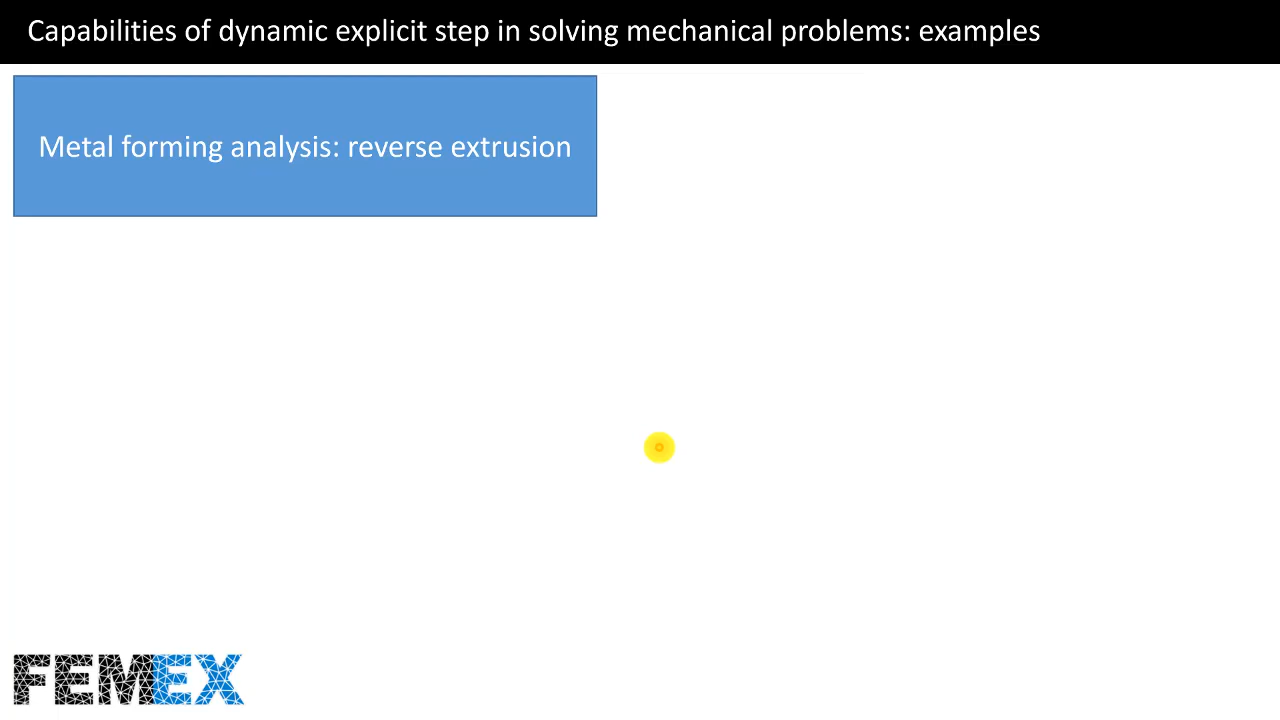 Capabilities of dynamic explicit step in solving mechanical problems: examples
Metal forming analysis: reverse extrusion
FEMEX